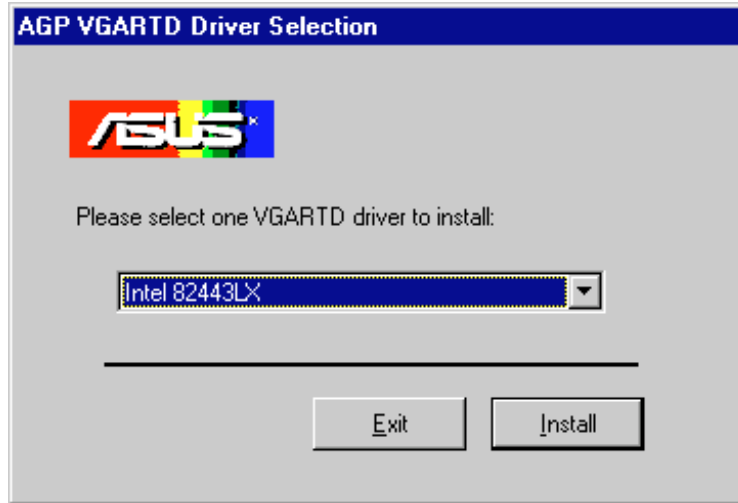 AGP VGARTD Driver Selection
ASUS
Please select one VGARTD driver to install:
Intel 82443LX
Exit
Install